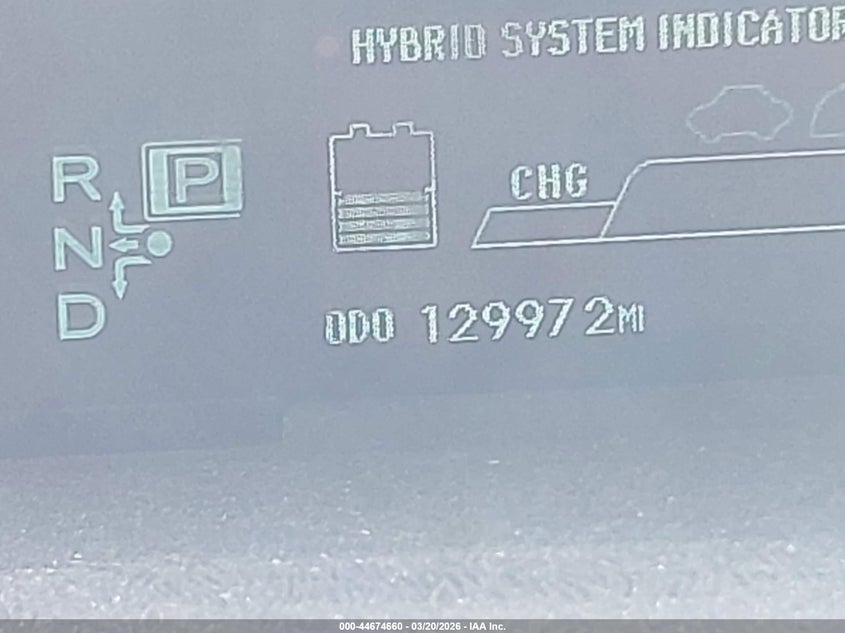 HYBRID SYSTEM INDICATOR
R P
CHG
N
D
ODO 129972MI
000-44674660 - 03/20/2026 - IAA Inc.